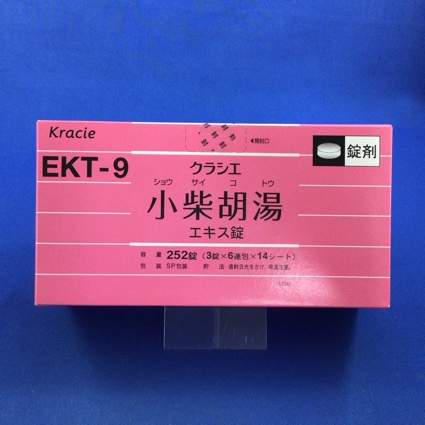 Kracie
◀開封口
EKT-9
錠剤
クラシエ
ショウ サイ コ トウ
小柴胡湯
エキス錠
容量 252錠（3錠×6連包×14シート）
包装 SP包装 貯法 直射日光をさけ、吸湿注意。